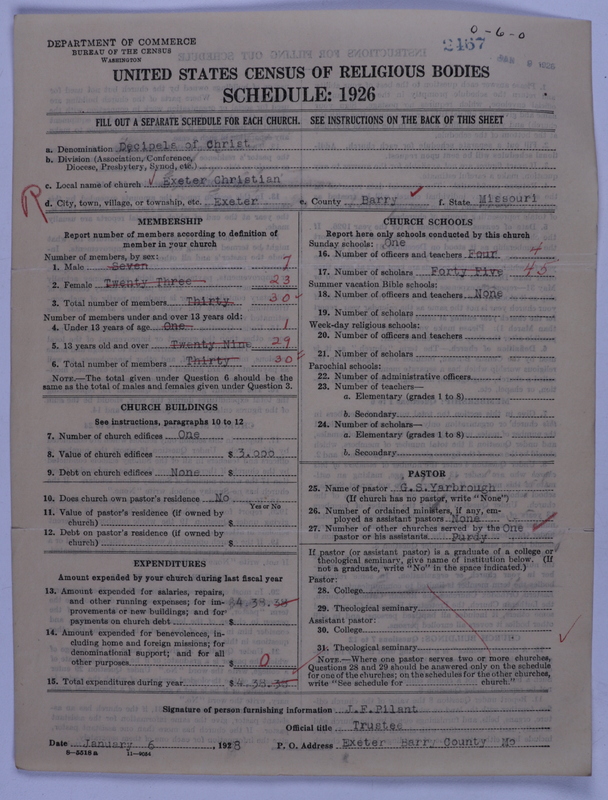 0-6-0
2467
DEPARTMENT OF COMMERCE
BUREAU OF THE CENSUS
WASHINGTON
UNITED STATES CENSUS OF RELIGIOUS BODIES
SCHEDULE: 1926
FILL OUT A SEPARATE SCHEDULE FOR EACH CHURCH. SEE INSTRUCTIONS ON THE BACK OF THIS SHEET
a. Denomination Decipels of Christ
b. Division (Association, Conference,
Diocese, Presbytery, Synod, etc.)
c. Local name of church Exeter Christian
d. City, town, village, or township, etc. Exeter e. County Barry f. State Missouri
R
MEMBERSHIP
Report number of members according to definition of
member in your church
Number of members, by sex:
1. Male Seven 7
2. Female Twenty Three 23
3. Total number of members Thirty 30
Number of members under and over 13 years old:
4. Under 13 years of age One 1
5. 13 years old and over Twenty Nine 29
6. Total number of members Thirty 30
NOTE.—The total given under Question 6 should be the
same as the total of males and females given under Question 3.
CHURCH BUILDINGS
See instructions, paragraphs 10 to 12
7. Number of church edifices One
8. Value of church edifices $3,000
9. Debt on church edifices None $
10. Does church own pastor's residence No
Yes or No
11. Value of pastor's residence (if owned by
church) $
12. Debt on pastor's residence (if owned by
church) $
EXPENDITURES
Amount expended by church during last fiscal year
13. Amount expended for salaries, repairs,
and other running expenses; for im-
provements or new buildings; and for
payments on church debt $4.38.38
14. Amount expended for benevolences, in-
cluding home and foreign missions; for
denominational support; and for all
other purposes $ 0
15. Total expenditures during year $4.38.38
CHURCH SCHOOLS
Report here only schools conducted by this church
Sunday schools: One
16. Number of officers and teachers Four 4
17. Number of scholars Forty Five 45
Summer vacation Bible schools:
18. Number of officers and teachers None
19. Number of scholars
Week-day religious schools:
20. Number of officers and teachers
21. Number of scholars
Parochial schools:
22. Number of administrative officers
23. Number of teachers—
a. Elementary (grades 1 to 8)
b. Secondary
24. Number of scholars—
a. Elementary (grades 1 to 8)
b. Secondary
PASTOR
25. Name of pastor G.S.Yarbrough
(If church has no pastor, write "None")
26. Number of ordained ministers, if any, em-
ployed as assistant pastors None
27. Number of other churches served by the One
pastor or his assistants Purdy
If pastor (or assistant pastor) is a graduate of a college or
theological seminary, give name of institution below. (If
not a graduate, write "No" in the space indicated.)
Pastor:
28. College
29. Theological seminary
Assistant pastor:
30. College
31. Theological seminary
NOTE.—Where one pastor serves two or more churches,
Questions 28 and 29 should be answered only on the schedule
for one of the churches; on the schedules for the other churches,
write "See schedule for church."
Signature of person furnishing information J.F.Pilant
Official title Trustee
Date January 6, 1928 P. O. Address Exeter Barry County Mo
8-5518a 11-9034